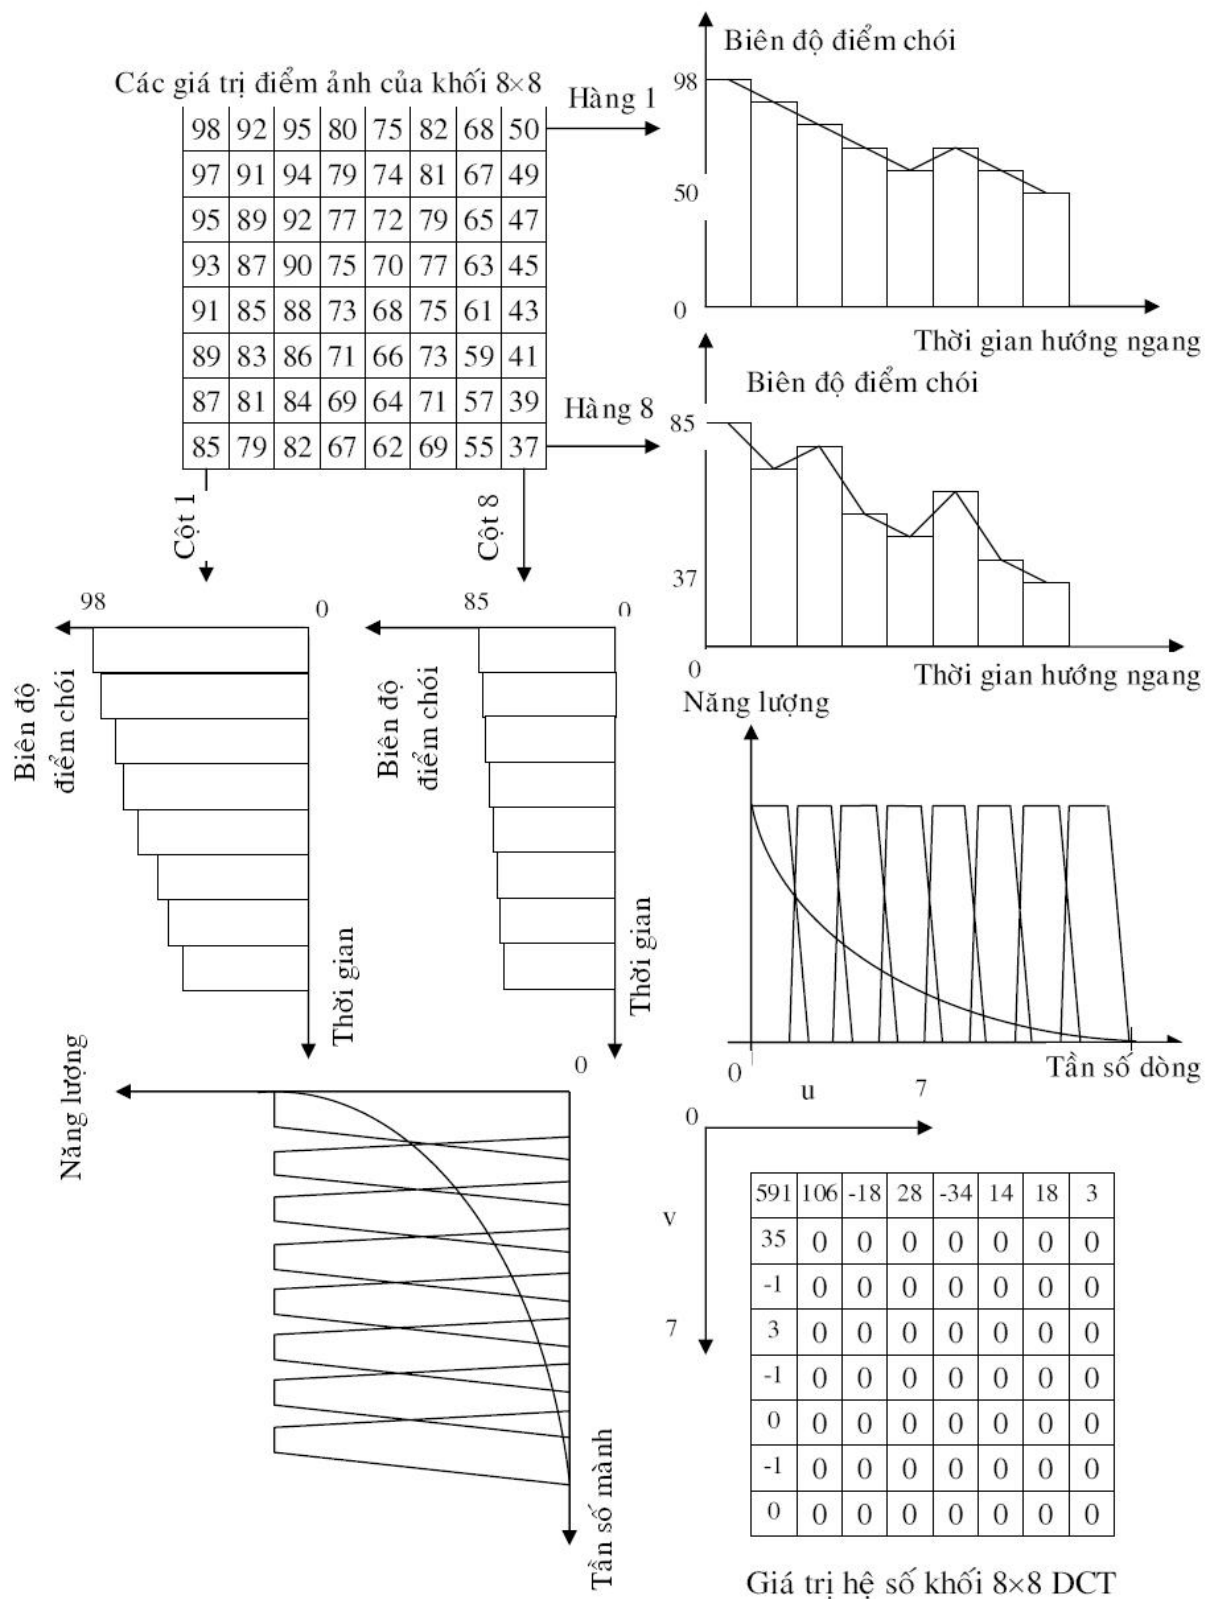 Biên độ điểm chói
Các giá trị điểm ảnh của khối 8×8
Hàng 1
98
50
0
Thời gian hướng ngang
98 92 95 80 75 82 68 50
97 91 94 79 74 81 67 49
95 89 92 77 72 79 65 47
93 87 90 75 70 77 63 45
91 85 88 73 68 75 61 43
89 83 86 71 66 73 59 41
87 81 84 69 64 71 57 39
85 79 82 67 62 69 55 37
Hàng 8
Biên độ điểm chói
85
37
0
Thời gian hướng ngang
Cột 1
Cột 8
98
0
Biên độ
điểm chói
Thời gian
85
0
Biên độ
điểm chói
Thời gian
Năng lượng
0
Tần số dòng
Năng lượng
0
Tần số mành
u
7
0
v
7
591 106 -18 28 -34 14 18 3
35 0 0 0 0 0 0 0
-1 0 0 0 0 0 0 0
3 0 0 0 0 0 0 0
-1 0 0 0 0 0 0 0
0 0 0 0 0 0 0 0
-1 0 0 0 0 0 0 0
0 0 0 0 0 0 0 0
Giá trị hệ số khối 8×8 DCT